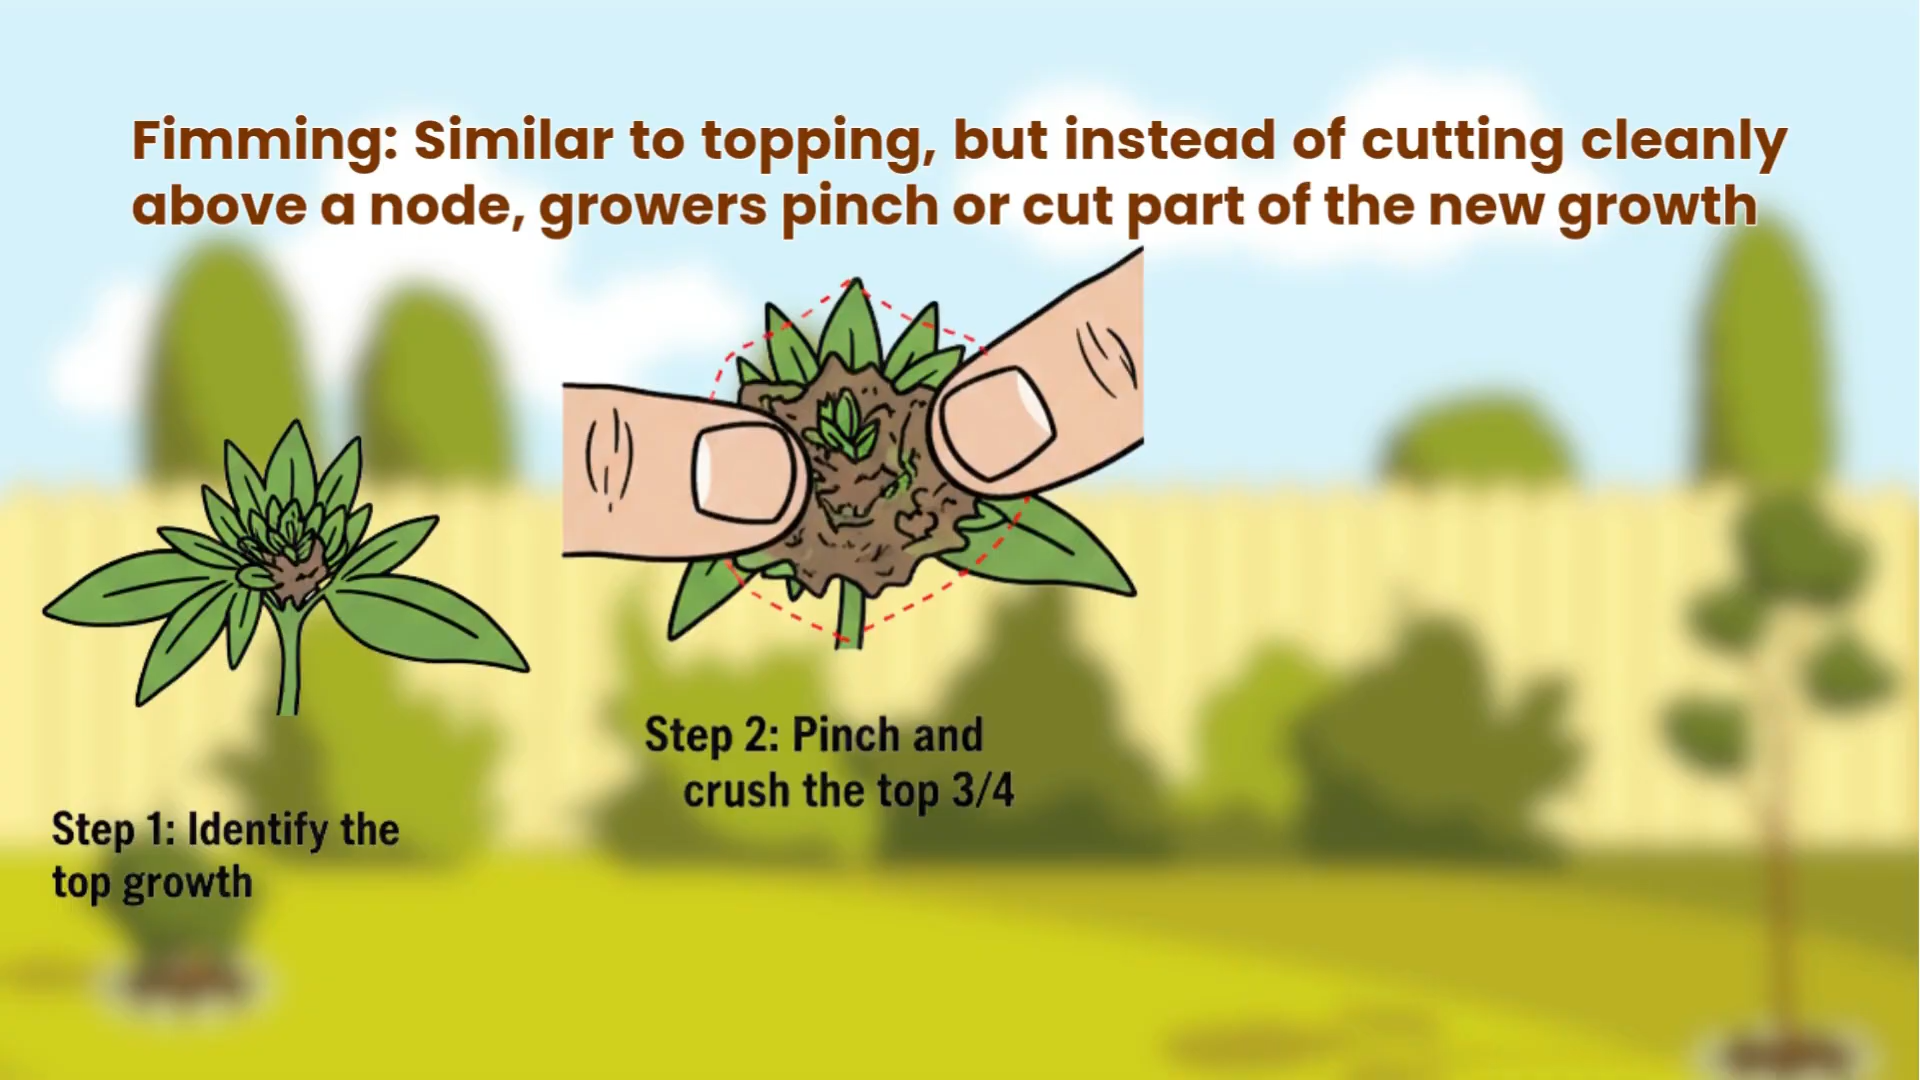 Fimming: Similar to topping, but instead of cutting cleanly
above a node, growers pinch or cut part of the new growth
Step 1: Identify the
top growth
Step 2: Pinch and
crush the top 3/4